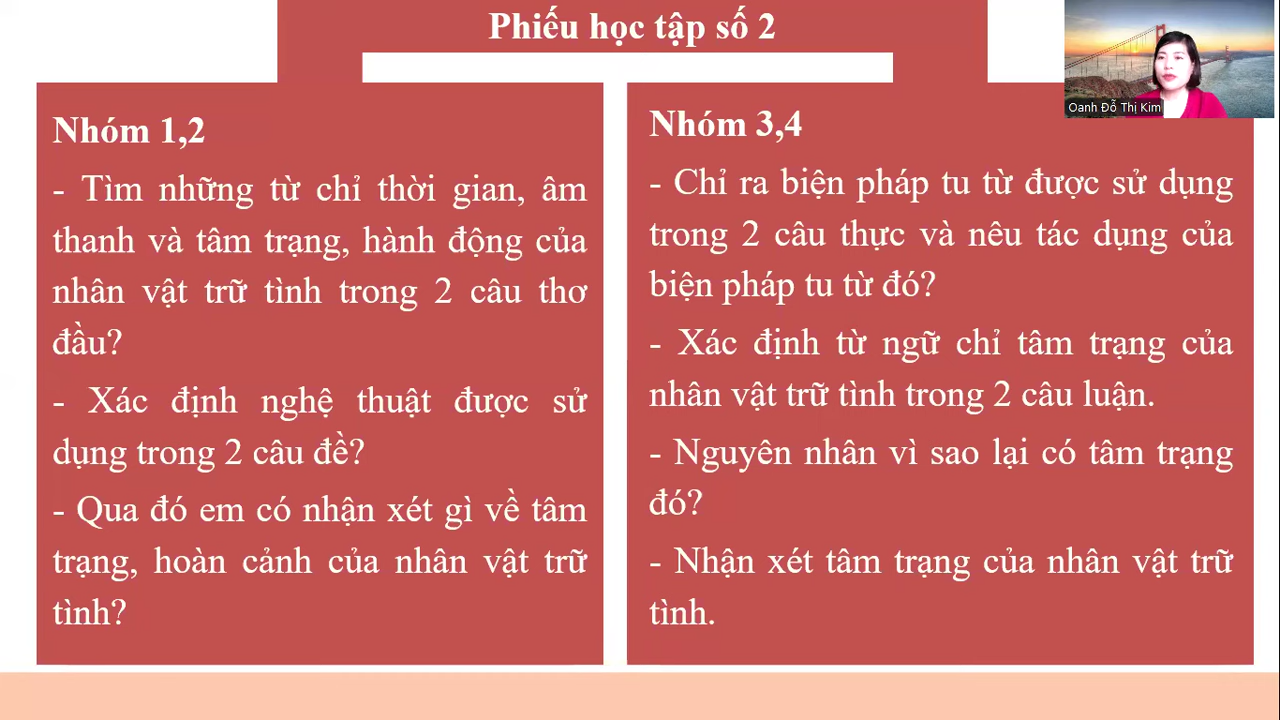 Phiếu học tập số 2
Oanh Đỗ Thị Kim
Nhóm 1,2
- Tìm những từ chỉ thời gian, âm
thanh và tâm trạng, hành động của
nhân vật trữ tình trong 2 câu thơ
đầu?
- Xác định nghệ thuật được sử
dụng trong 2 câu đề?
- Qua đó em có nhận xét gì về tâm
trạng, hoàn cảnh của nhân vật trữ
tình?
Nhóm 3,4
- Chỉ ra biện pháp tu từ được sử dụng
trong 2 câu thực và nêu tác dụng của
biện pháp tu từ đó?
- Xác định từ ngữ chỉ tâm trạng của
nhân vật trữ tình trong 2 câu luận.
- Nguyên nhân vì sao lại có tâm trạng
đó?
- Nhận xét tâm trạng của nhân vật trữ
tình.